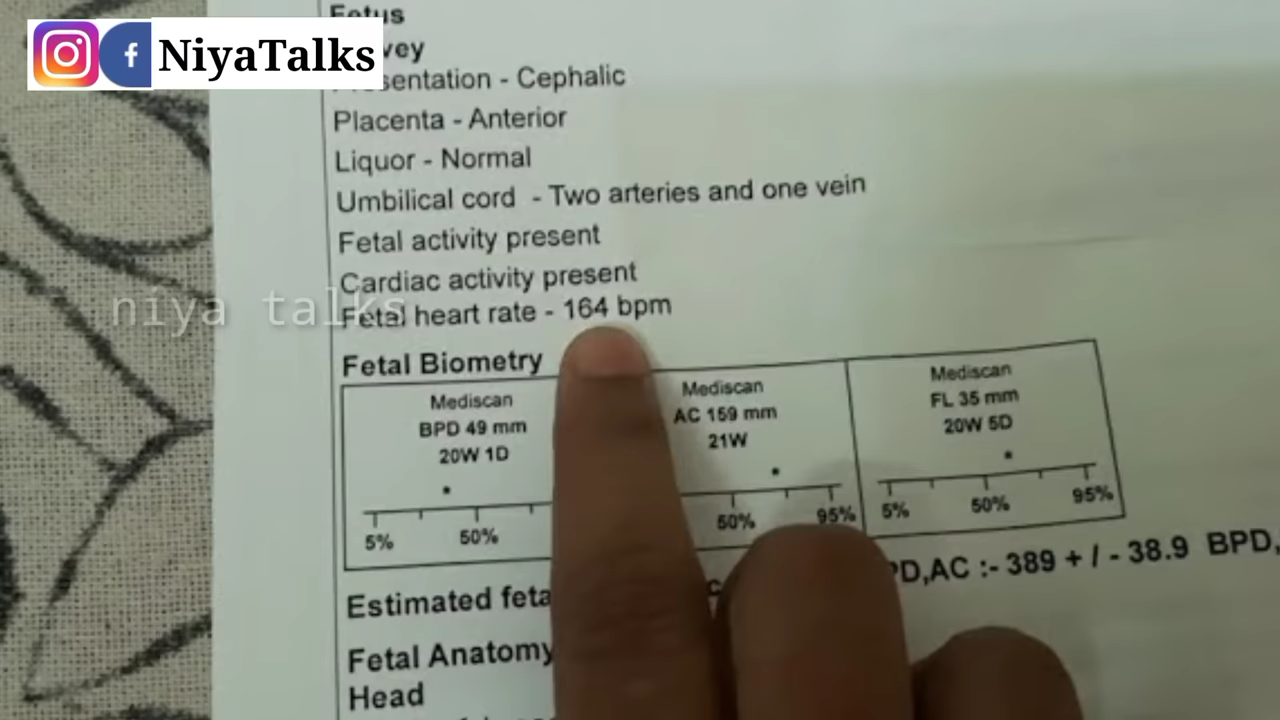 Fetus
NiyaTalks
Presentation - Cephalic
Placenta - Anterior
Liquor - Normal
Umbilical cord - Two arteries and one vein
Fetal activity present
Cardiac activity present
niya talks
Fetal heart rate - 164 bpm
Fetal Biometry
Mediscan
BPD 49 mm
20W 1D
5% 50%
Mediscan
AC 159 mm
21W
50% 95%
Mediscan
FL 35 mm
20W 5D
5% 50% 95%
Estimated PD,AC :- 389 + / - 38.9 BPD,
Fetal Anatomy
Head